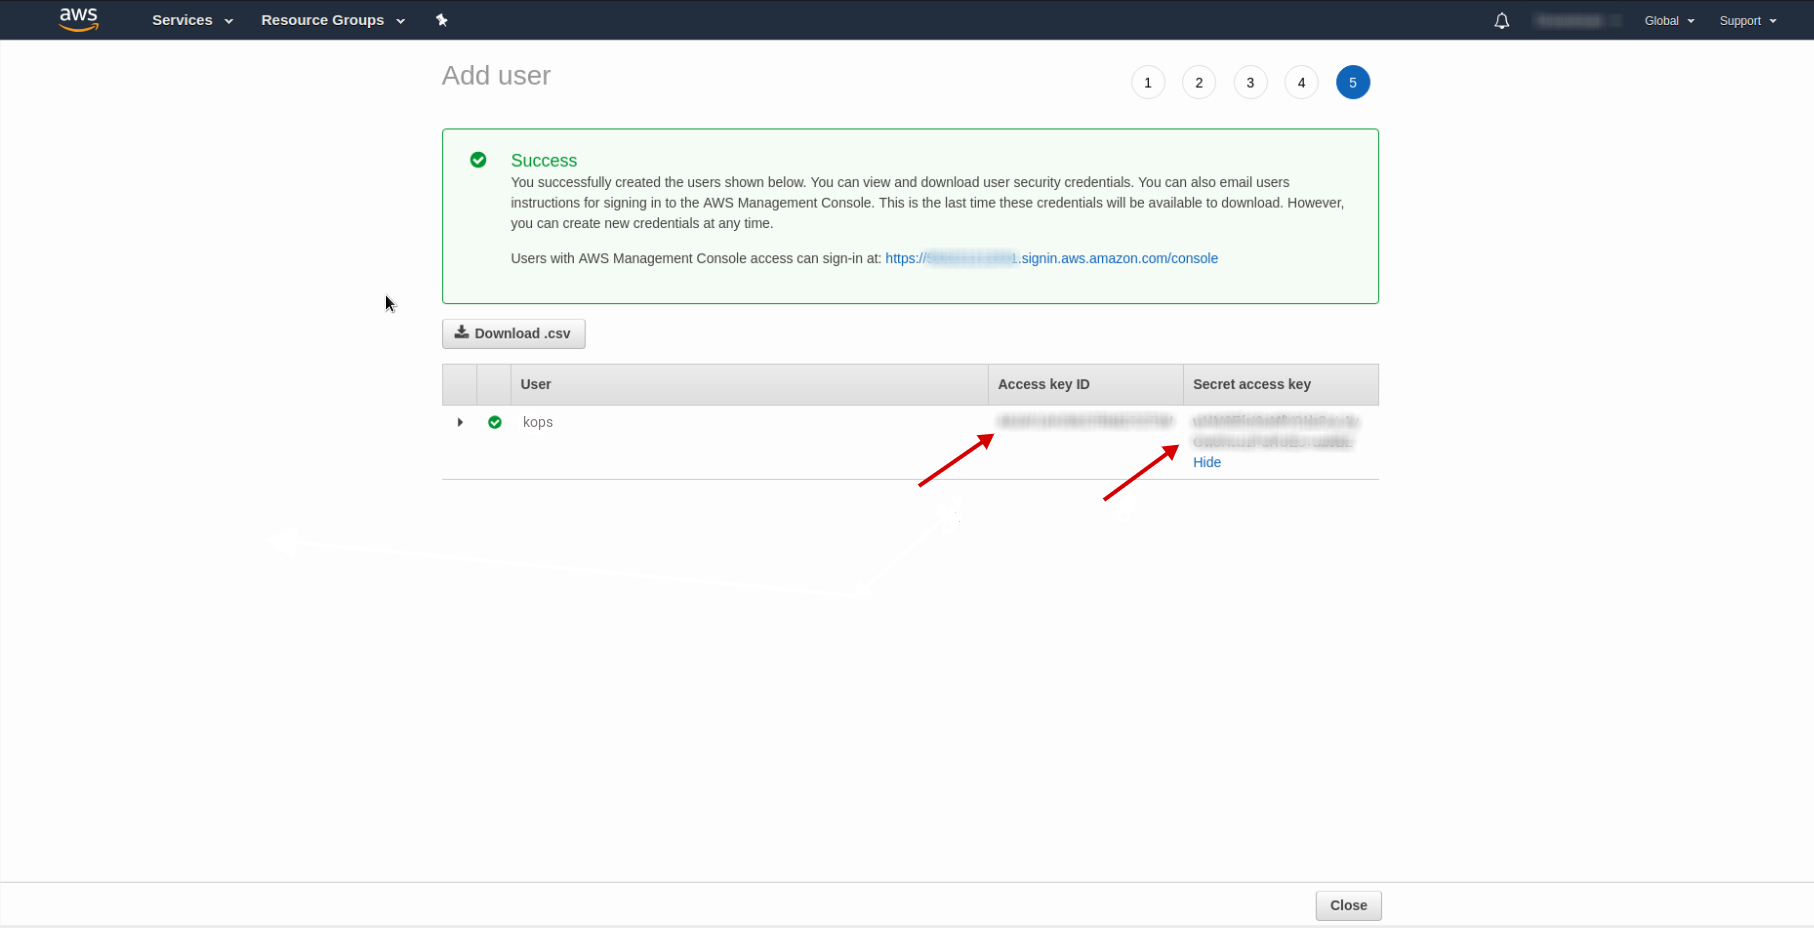 aws Services Resource Groups Global Support
Add user
1 2 3 4 5
Success
You successfully created the users shown below. You can view and download user security credentials. You can also email users
instructions for signing in to the AWS Management Console. This is the last time these credentials will be available to download. However,
you can create new credentials at any time.
Users with AWS Management Console access can sign-in at: https:// .signin.aws.amazon.com/console
Download .csv
User Access key ID Secret access key
kops
Hide
Close